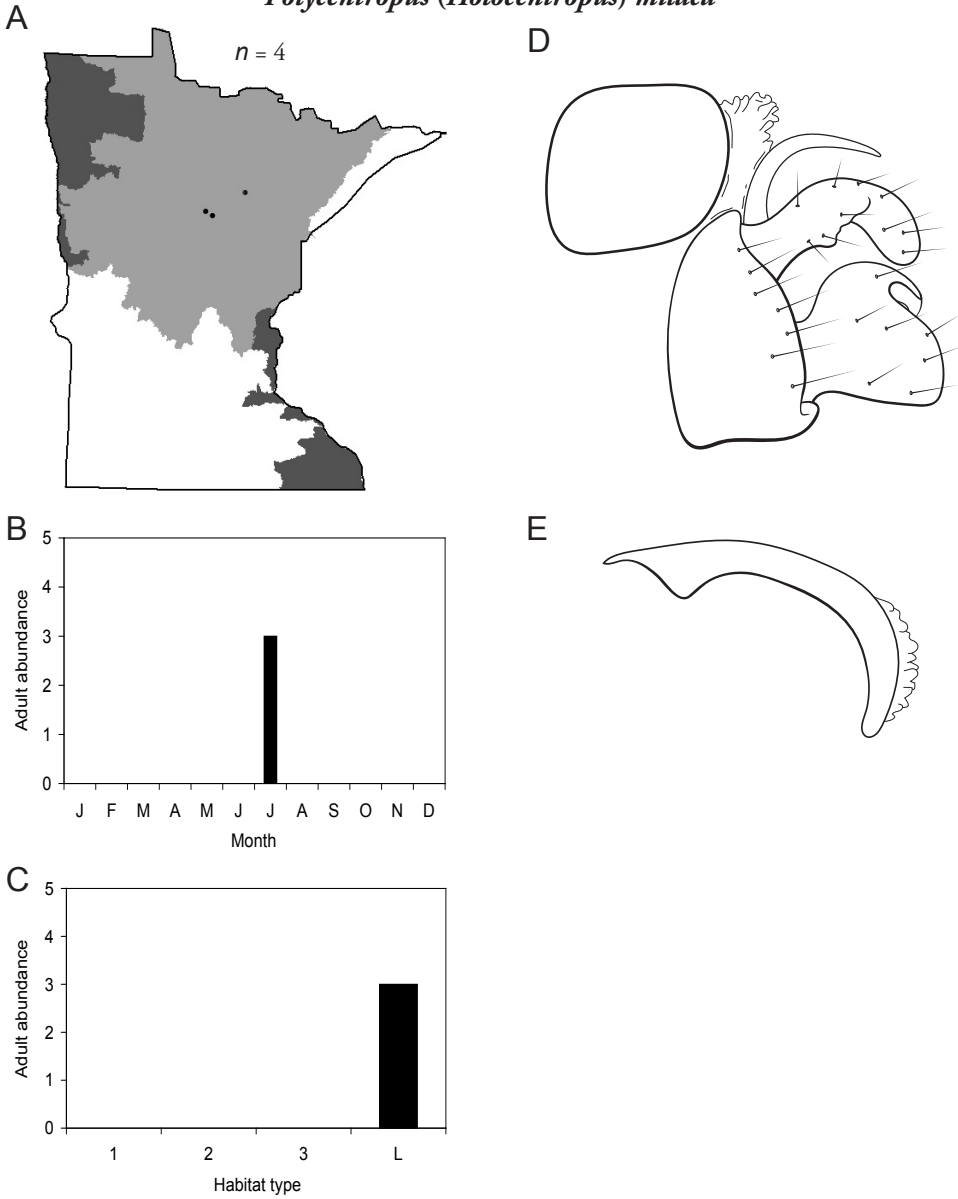 Polycentropus (Holocentropus) milaca
A
n = 4
D
B
5
4
3
2
1
0
Adult abundance
J F M A M J J A S O N D
Month
E
C
5
4
3
2
1
0
Adult abundance
1 2 3 L
Habitat type